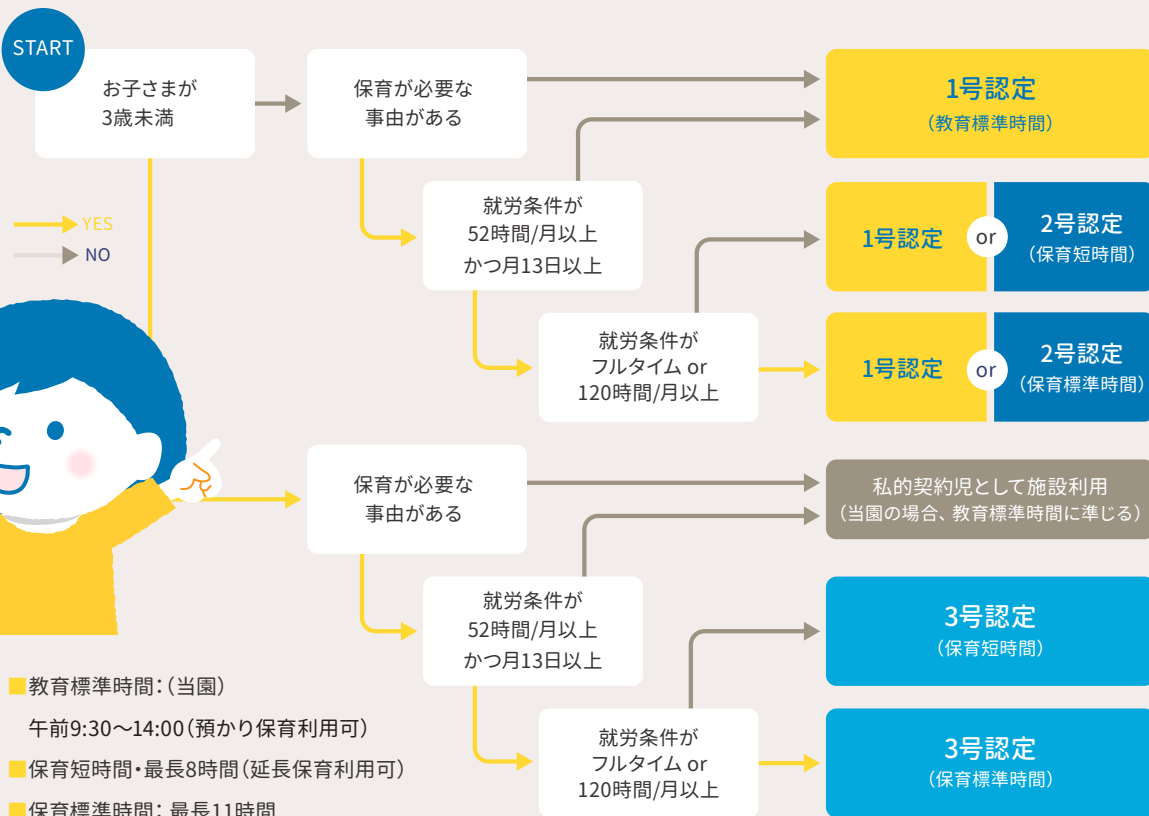 START
お子さまが
3歳未満
保育が必要な
事由がある
1号認定
（教育標準時間）
YES
NO
就労条件が
52時間/月以上
かつ月13日以上
1号認定
or
2号認定
（保育短時間）
就労条件が
フルタイム or
120時間/月以上
1号認定
or
2号認定
（保育標準時間）
保育が必要な
事由がある
私的契約児として施設利用
（当園の場合、教育標準時間に準じる）
就労条件が
52時間/月以上
かつ月13日以上
3号認定
（保育短時間）
就労条件が
フルタイム or
120時間/月以上
3号認定
（保育標準時間）
■教育標準時間：（当園）
午前9:30〜14:00（預かり保育利用可）
■保育短時間・最長8時間（延長保育利用可）
■保育標準時間：最長11時間